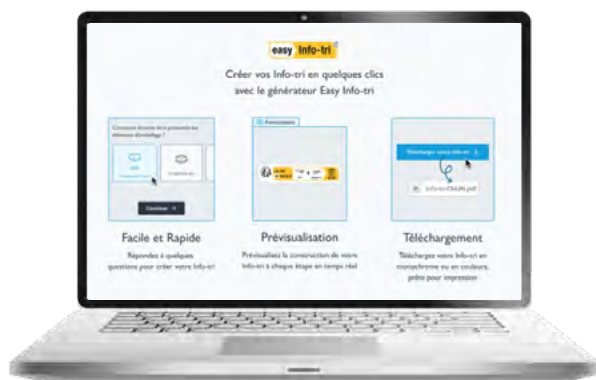 easy Info-tri
Créer vos Info-tri en quelques clics
avec le générateur Easy Info-tri
Prévisualisation
Télécharger votre Info-tri
Continuer
Facile et Rapide
Prévisualisation
Téléchargement
Répondez à quelques
questions pour créer votre Info-tri
Prévisualisez la construction de votre
Info-tri à chaque étape en temps réel
Téléchargez votre Info-tri en
monochrome ou en couleurs,
prête pour impression